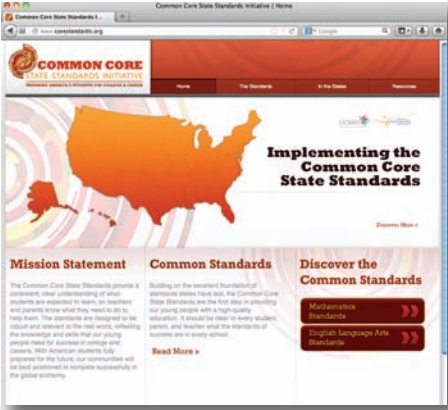 Common Core State Standards Initiative | Home
Common Core State Standards I...
www.corestandards.org
Google
COMMON CORE
STATE STANDARDS INITIATIVE
PREPARING AMERICA'S STUDENTS FOR COLLEGE & CAREER
Home
The Standards
In the States
Resources
CCSSO
Implementing the
Common Core
State Standards
Discover More »
Mission Statement
The Common Core State Standards provide a
consistent, clear understanding of what
students are expected to learn, so teachers
and parents know what they need to do to
help them. The standards are designed to be
robust and relevant to the real world, reflecting
the knowledge and skills that our young
people need for success in college and
careers. With American students fully
prepared for the future, our communities will
be best positioned to compete successfully in
the global economy.
Common Standards
Building on the excellent foundation of
standards states have laid, the Common Core
State Standards are the first step in providing
our young people with a high-quality
education. It should be clear to every student,
parent, and teacher what the standards of
success are in every school.
Read More »
Discover the
Common Standards
Mathematics
Standards
English Language Arts
Standards